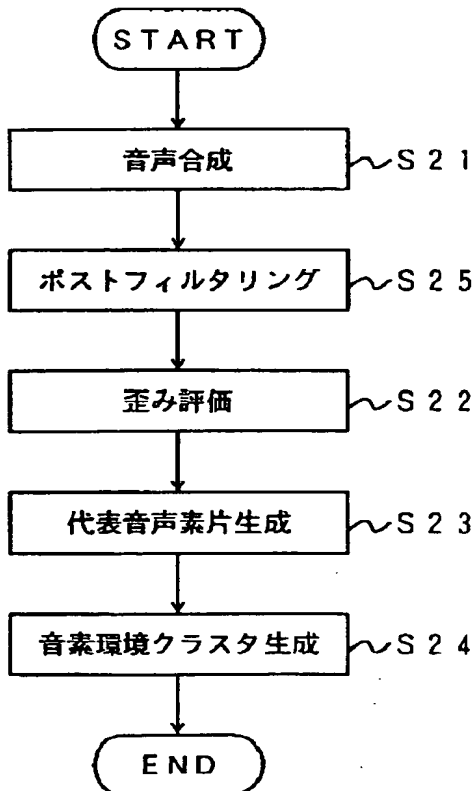 START
音声合成 S21
ポストフィルタリング S25
歪み評価 S22
代表音声素片生成 S23
音素環境クラスタ生成 S24
END